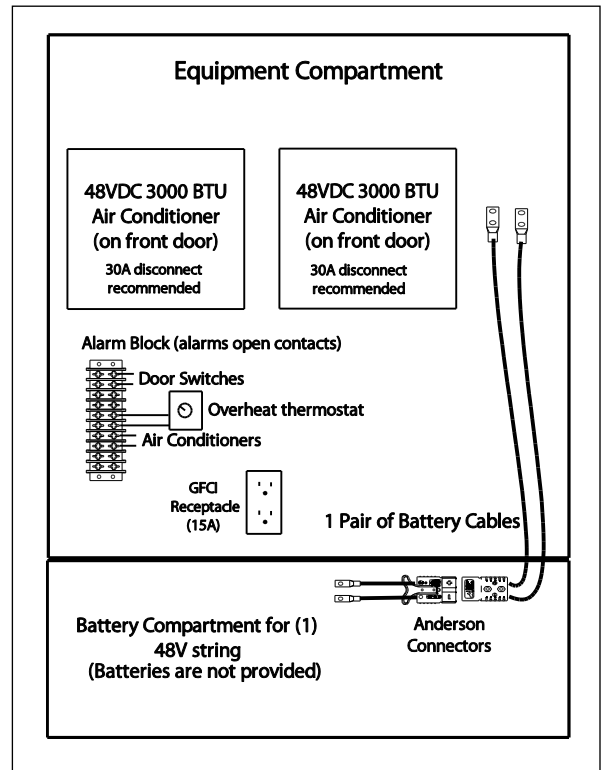 Equipment Compartment
48VDC 3000 BTU
Air Conditioner
(on front door)
30A disconnect
recommended
48VDC 3000 BTU
Air Conditioner
(on front door)
30A disconnect
recommended
Alarm Block (alarms open contacts)
Door Switches
Overheat thermostat
Air Conditioners
GFCI
Receptacle
(15A)
1 Pair of Battery Cables
Battery Compartment for (1)
48V string
(Batteries are not provided)
Anderson
Connectors